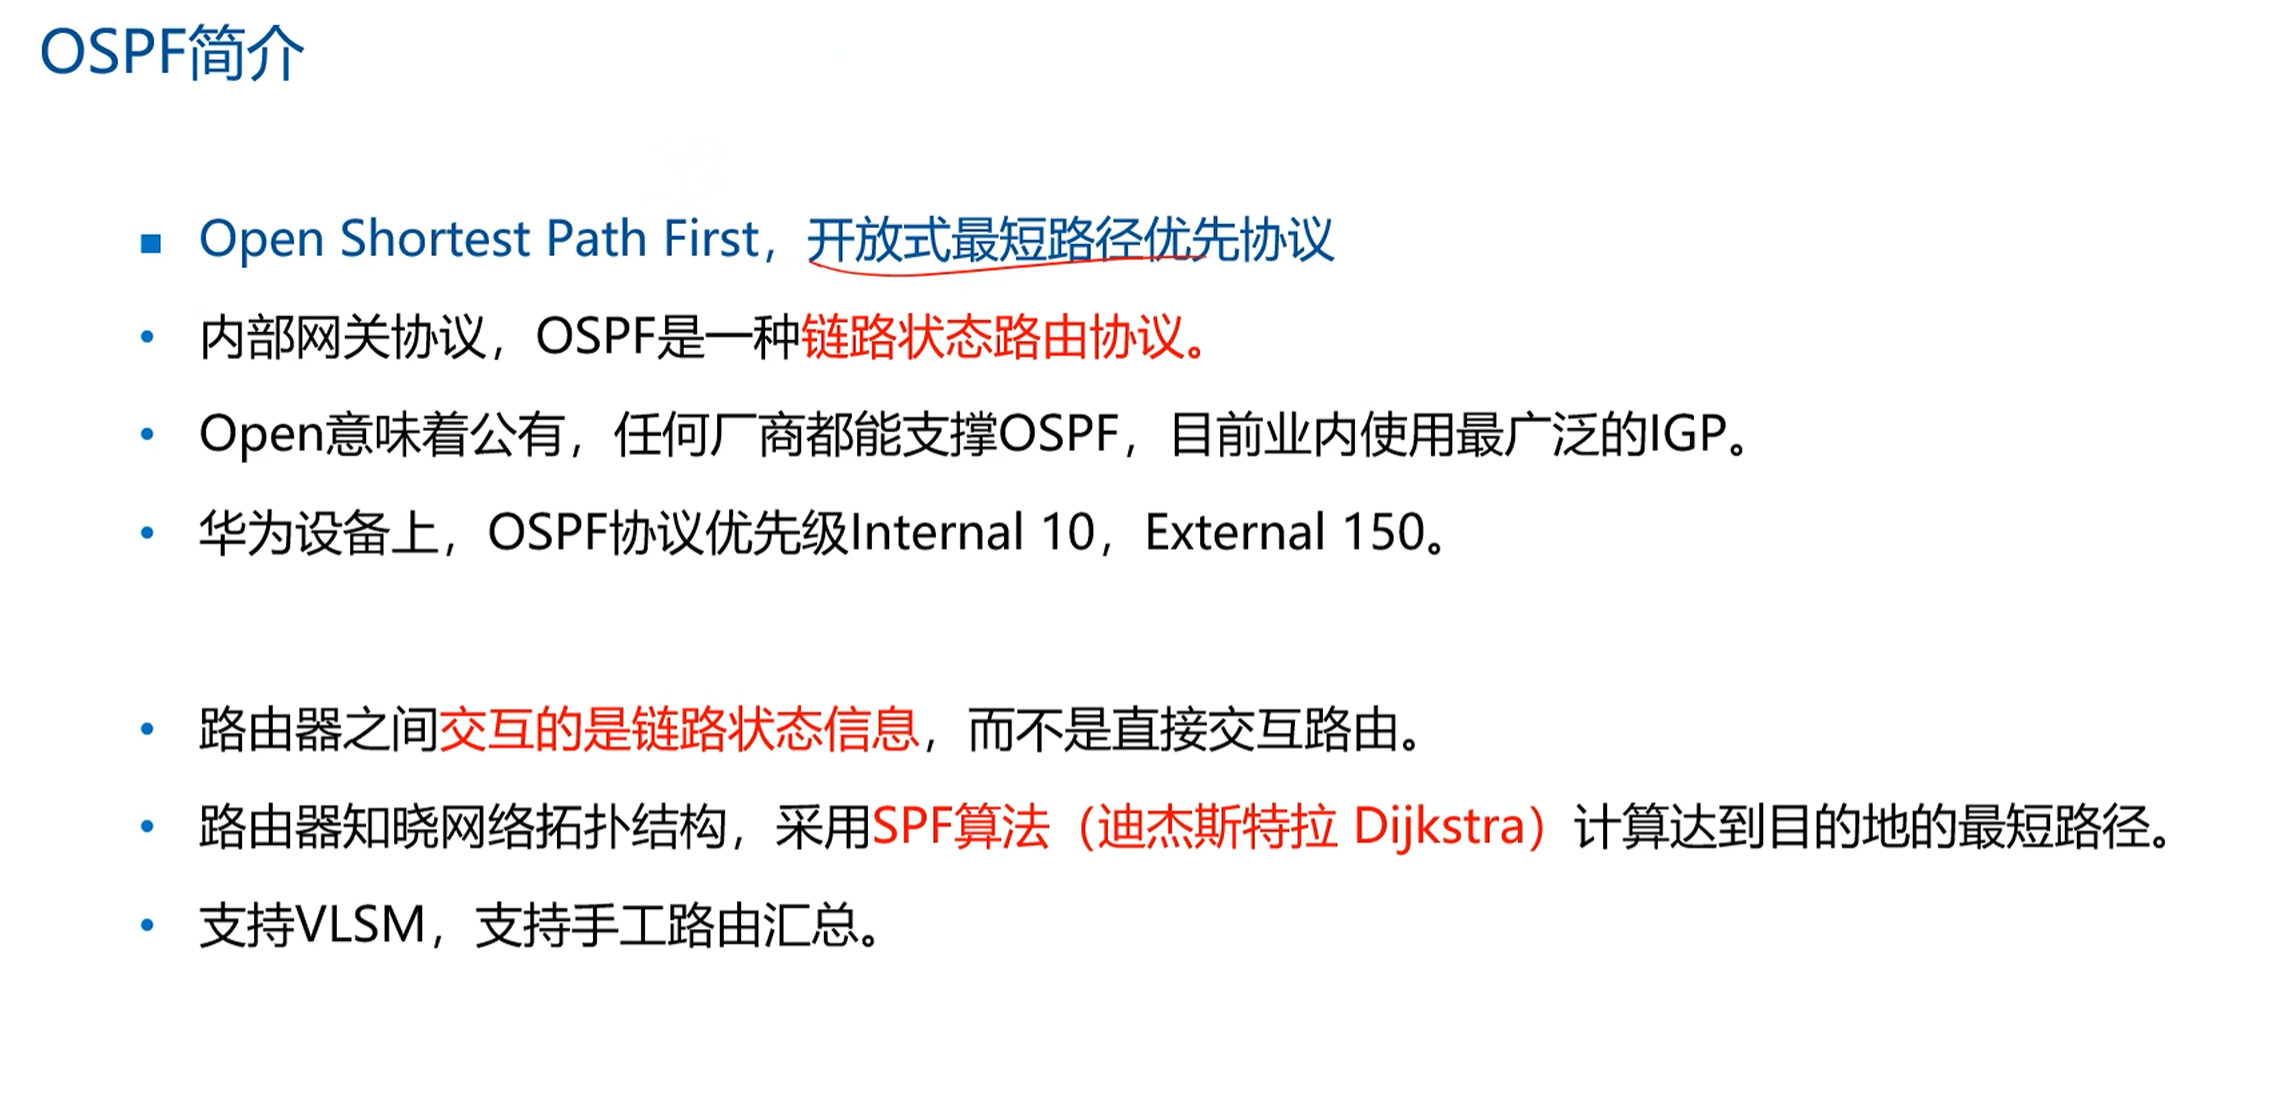 OSPF简介
Open Shortest Path First，开放式最短路径优先协议
内部网关协议，OSPF是一种链路状态路由协议。
Open意味着公有，任何厂商都能支撑OSPF，目前业内使用最广泛的IGP。
华为设备上，OSPF协议优先级Internal 10，External 150。
路由器之间交互的是链路状态信息，而不是直接交互路由。
路由器知晓网络拓扑结构，采用SPF算法（迪杰斯特拉 Dijkstra）计算达到目的地的最短路径。
支持VLSM，支持手工路由汇总。